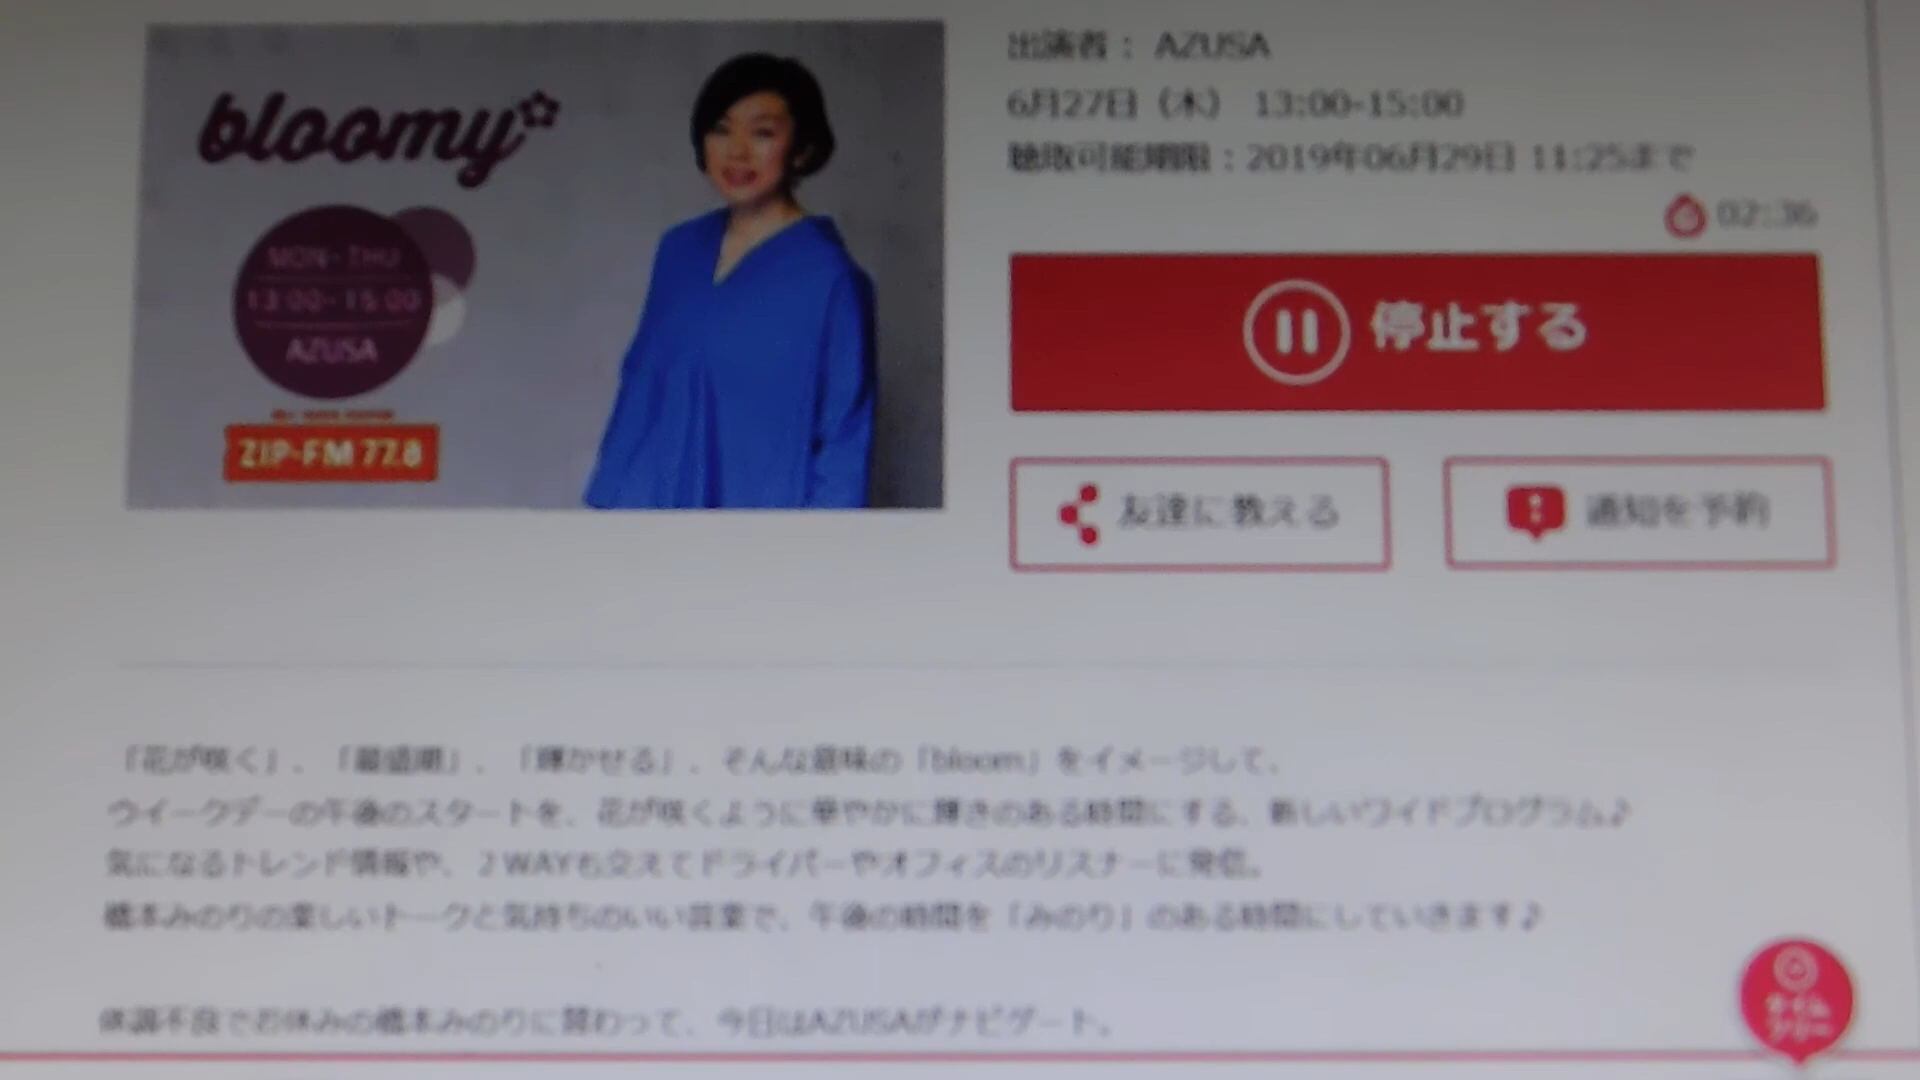 bloomy
MON - THU
13:00 - 15:00
AZUSA
ZIP-FM 77.8
出演者： AZUSA
6月27日（木） 13:00-15:00
聴取可能期限：2019年06月29日 11:25まで
02:36
停止する
友達に教える
通知を予約
「花が咲く」、「最盛期」、「輝かせる」、そんな意味の「bloom」をイメージして、
ウイークデーの午後のスタートを、花が咲くように華やかに輝きのある時間にする、新しいワイドプログラム♪
気になるトレンド情報や、2WAYも交えてドライバーやオフィスのリスナーに発信。
橋本みのりの楽しいトークと気持ちのいい音楽で、午後の時間を「みのり」のある時間にしていきます♪
体調不良でお休みの橋本みのりに買わって、今日はAZUSAがナビゲート。
タイム
フリー